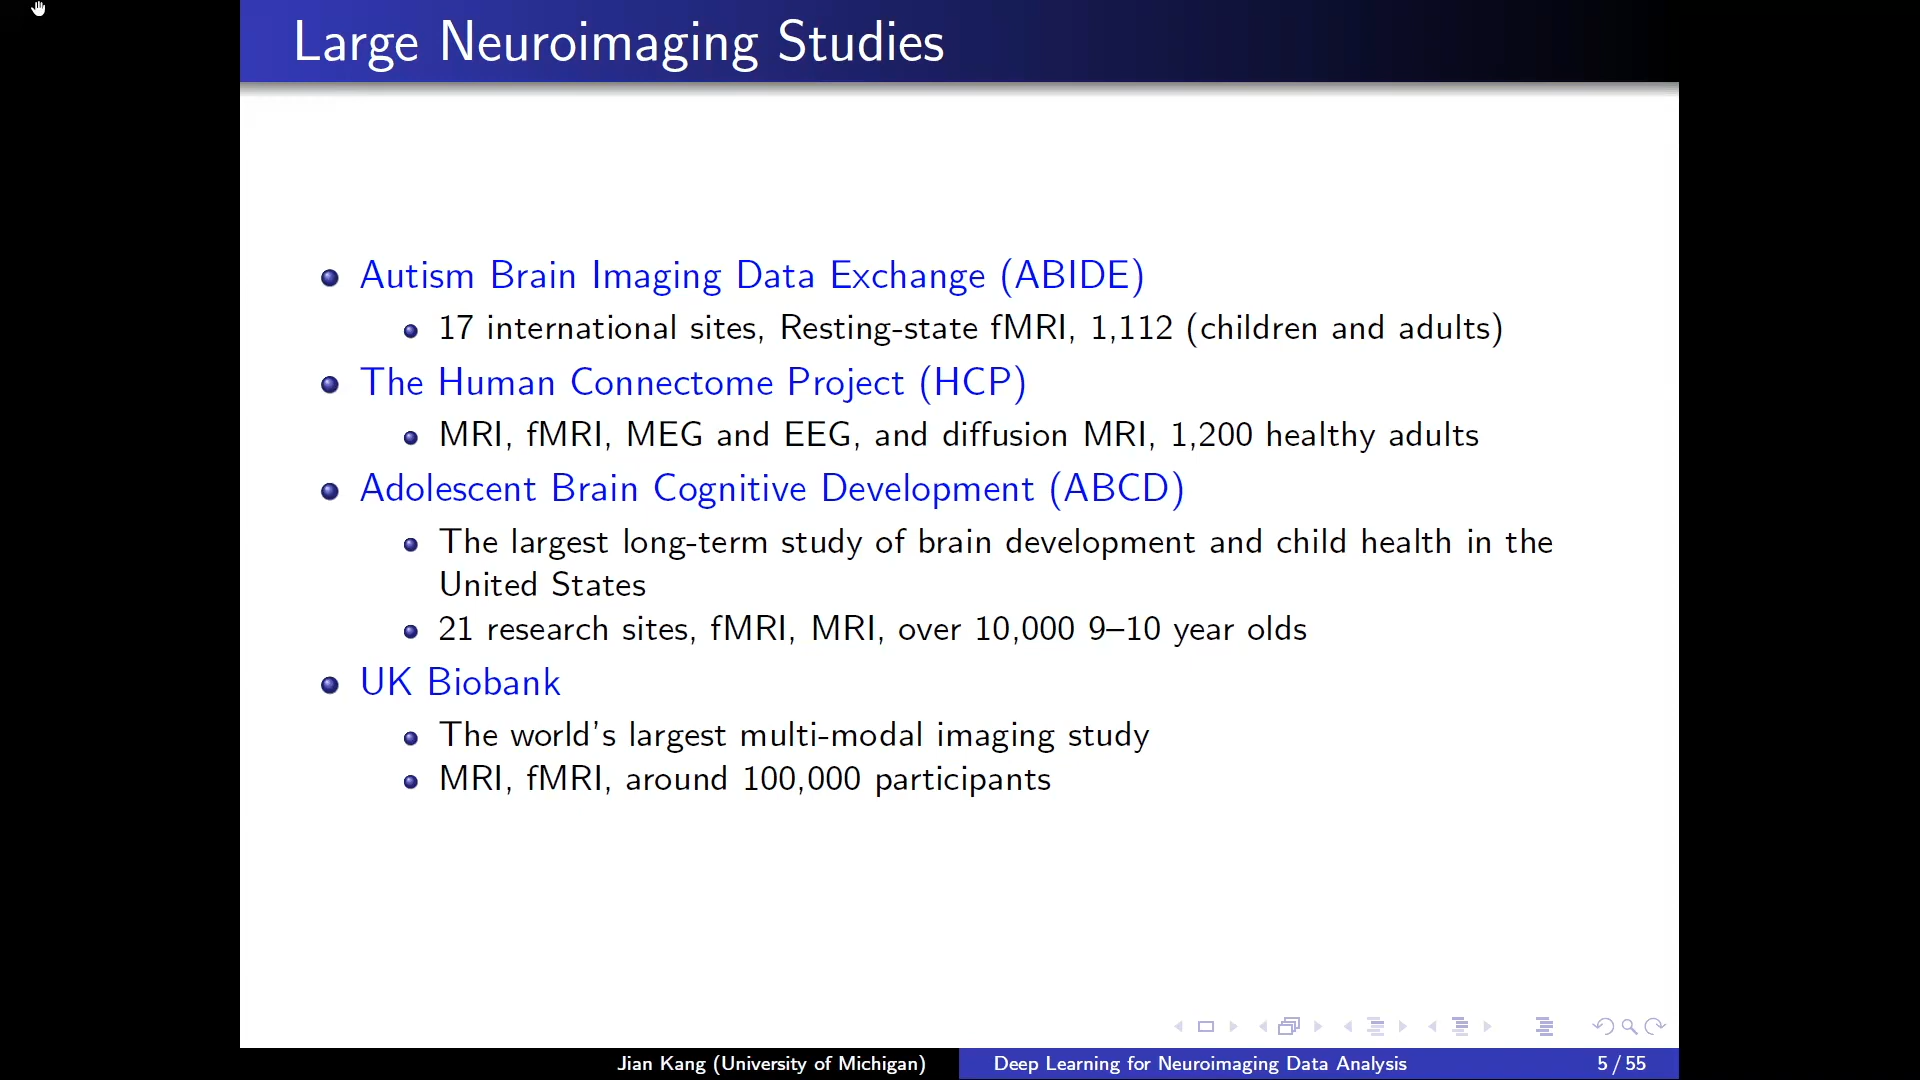 Large Neuroimaging Studies
Autism Brain Imaging Data Exchange (ABIDE)
17 international sites, Resting-state fMRI, 1,112 (children and adults)
The Human Connectome Project (HCP)
MRI, fMRI, MEG and EEG, and diffusion MRI, 1,200 healthy adults
Adolescent Brain Cognitive Development (ABCD)
The largest long-term study of brain development and child health in the
United States
21 research sites, fMRI, MRI, over 10,000 9–10 year olds
UK Biobank
The world's largest multi-modal imaging study
MRI, fMRI, around 100,000 participants
Jian Kang (University of Michigan)
Deep Learning for Neuroimaging Data Analysis
5 / 55